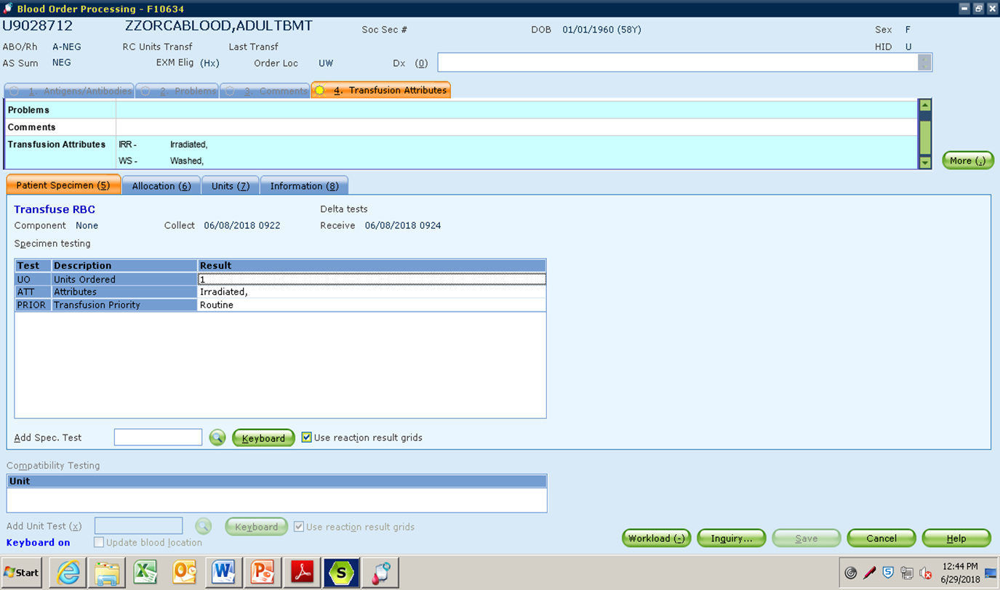 Blood Order Processing - F10634
U9028712 ZZORCABLOOD,ADULTBMT Soc Sec # DOB 01/01/1960 (58Y) Sex F
ABO/Rh A-NEG RC Units Transf Last Transf HID U
AS Sum NEG EXM Elig (Hx) Order Loc UW Dx (0)
1. Antigens/Antibodies 2. Problems 3. Comments 4. Transfusion Attributes
Problems
Comments
Transfusion Attributes IRR - Irradiated,
WS - Washed,
More (,)
Patient Specimen (5) Allocation (6) Units (7) Information (8)
Transfuse RBC Delta tests
Component None Collect 06/08/2018 0922 Receive 06/08/2018 0924
Specimen testing
Test Description Result
UO Units Ordered 1
ATT Attributes Irradiated,
PRIOR Transfusion Priority Routine
Add Spec. Test Keyboard Use reaction result grids
Compatibility Testing
Unit
Add Unit Test (x) Keyboard Use reaction result grids
Keyboard on Update blood location
Workload (-) Inquiry... Save Cancel Help
Start 12:44 PM
6/29/2018